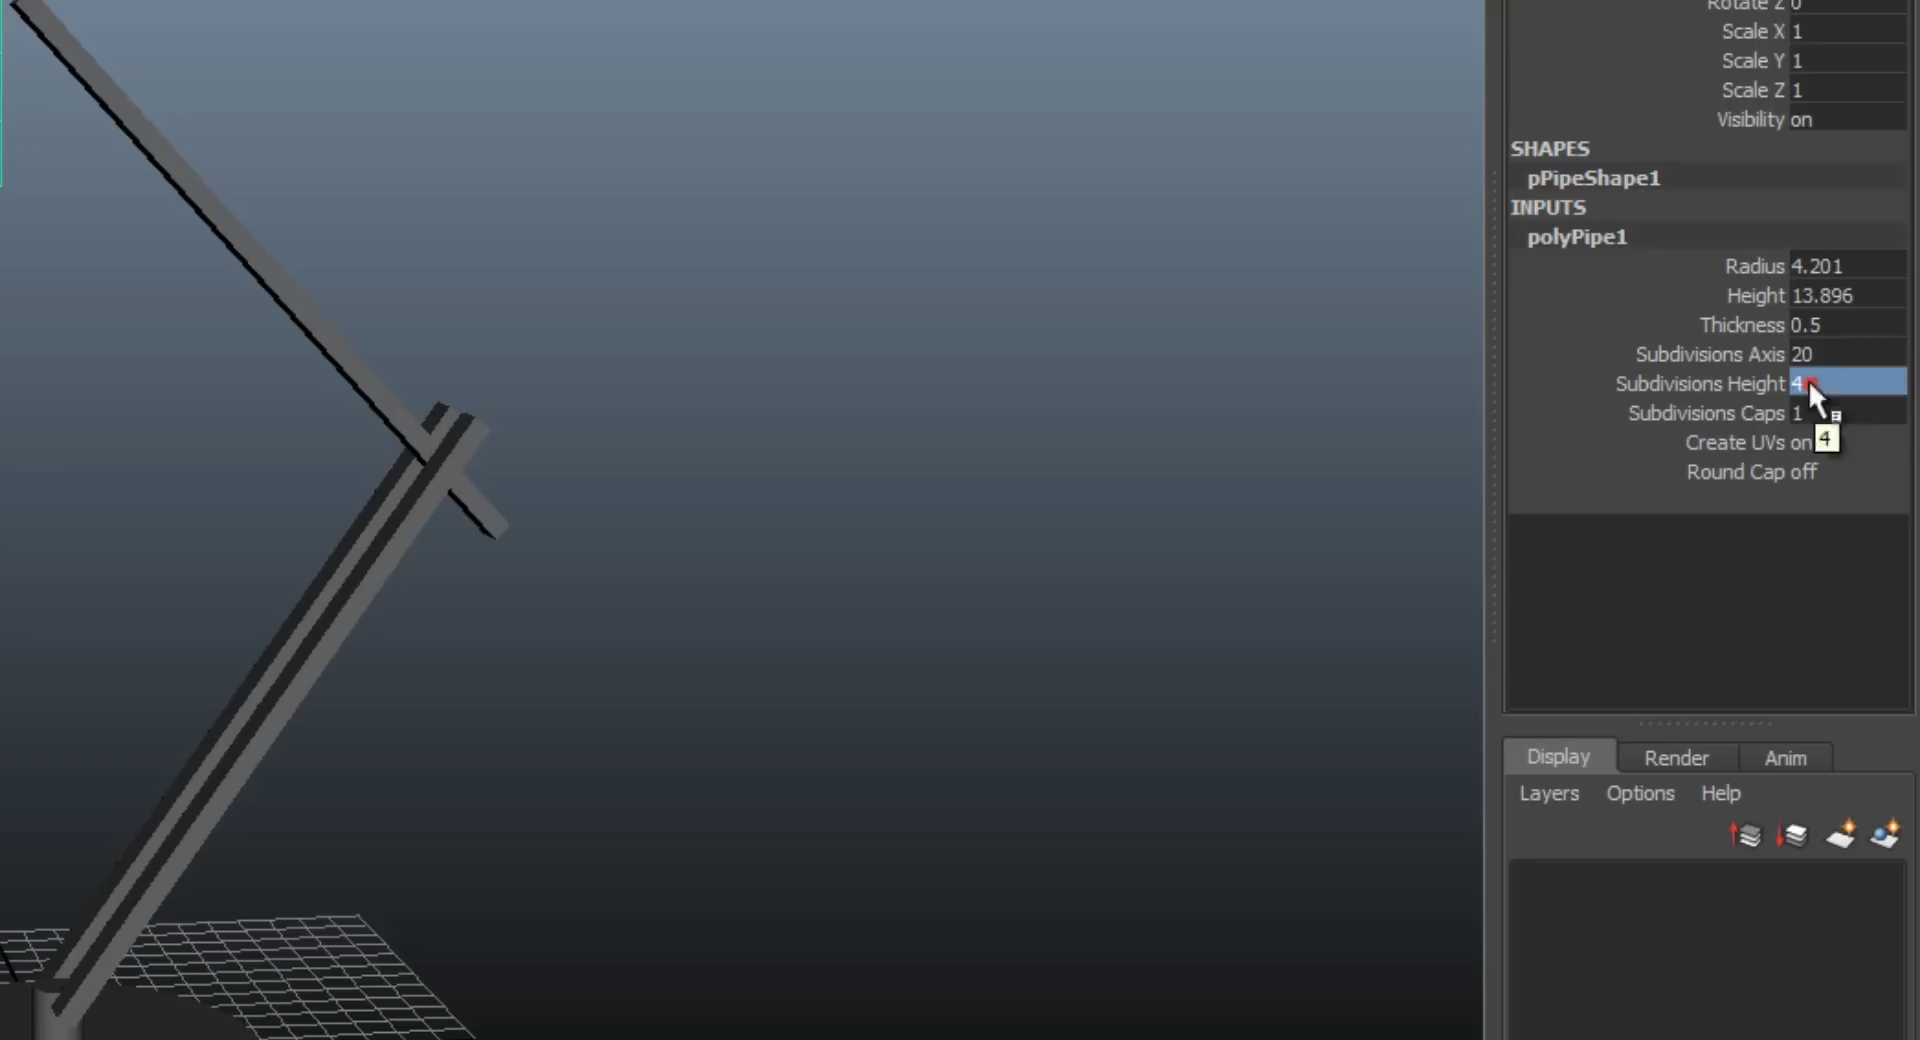 Rotate Z 0
Scale X 1
Scale Y 1
Scale Z 1
Visibility on
SHAPES
pPipeShape1
INPUTS
polyPipe1
Radius 4.201
Height 13.896
Thickness 0.5
Subdivisions Axis 20
Subdivisions Height 4
Subdivisions Caps 1
Create UVs on
4
Round Cap off
Display Render Anim
Layers Options Help